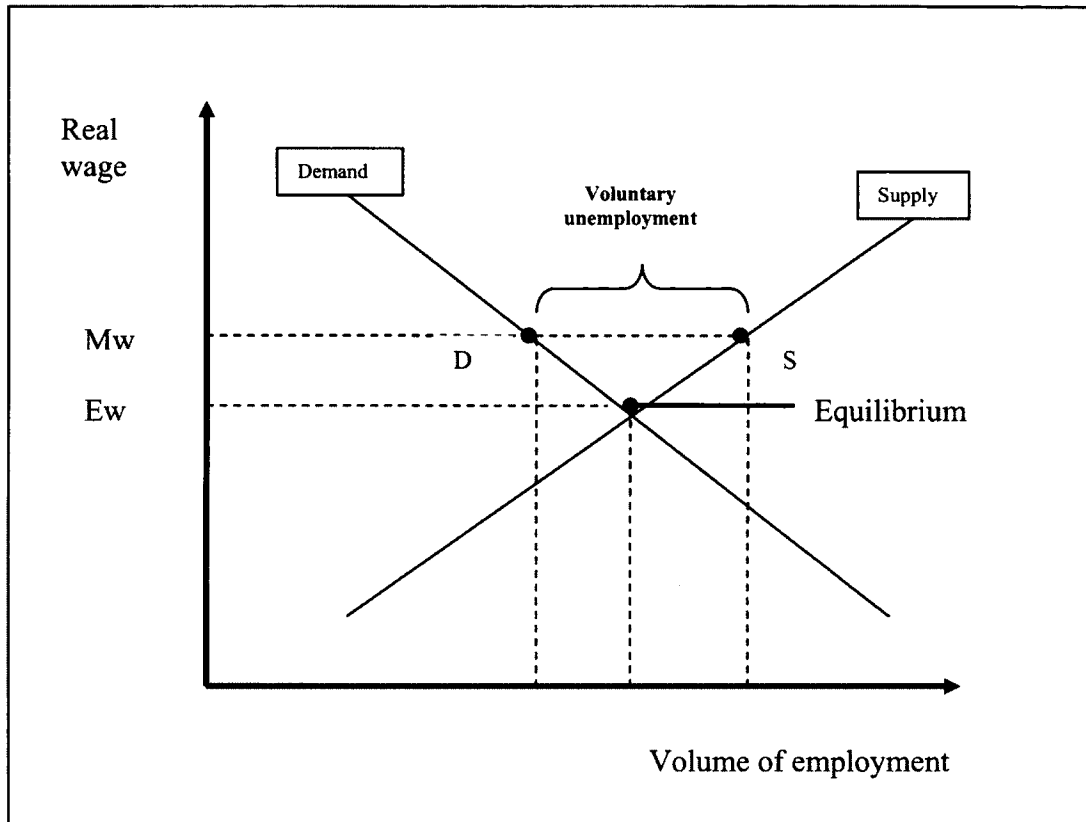 Real
wage
Demand
Voluntary
unemployment
Supply
Mw
D
S
Ew
Equilibrium
Volume of employment